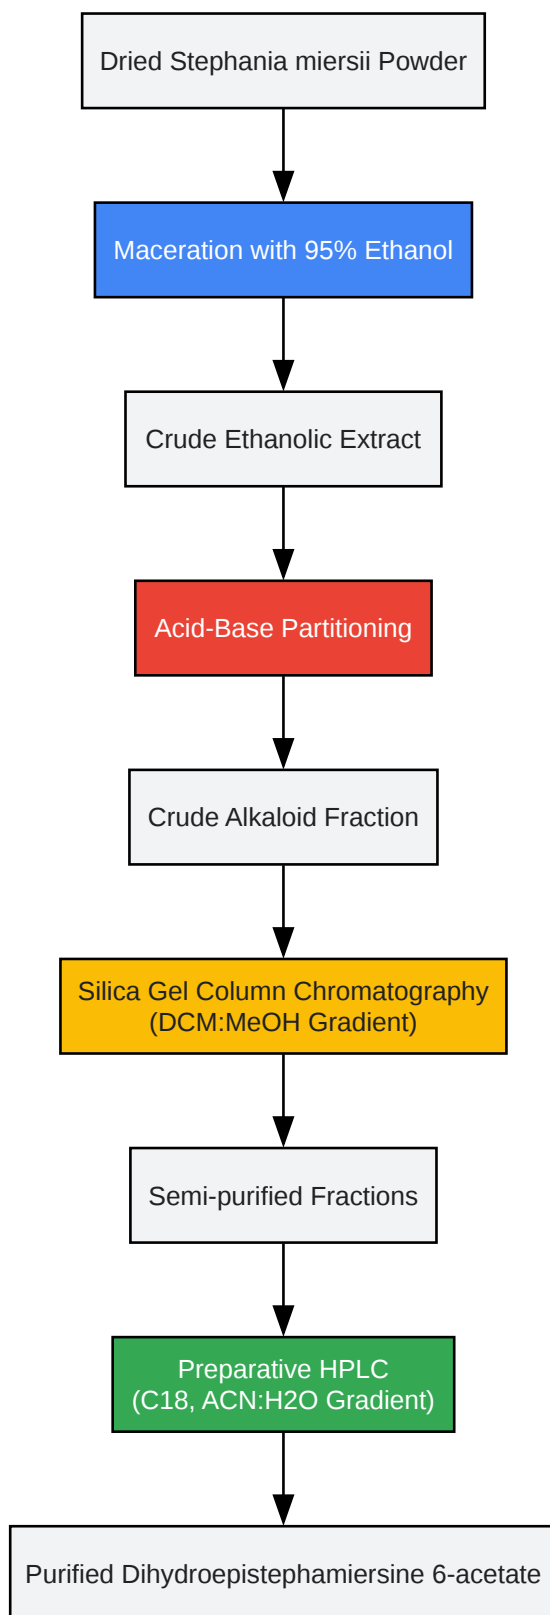 Dried Stephania miersii Powder
Maceration with 95% Ethanol
Crude Ethanolic Extract
Acid-Base Partitioning
Crude Alkaloid Fraction
Silica Gel Column Chromatography
(DCM:MeOH Gradient)
Semi-purified Fractions
Preparative HPLC
(C18, ACN:H2O Gradient)
Purified Dihydroepistephamiersine 6-acetate